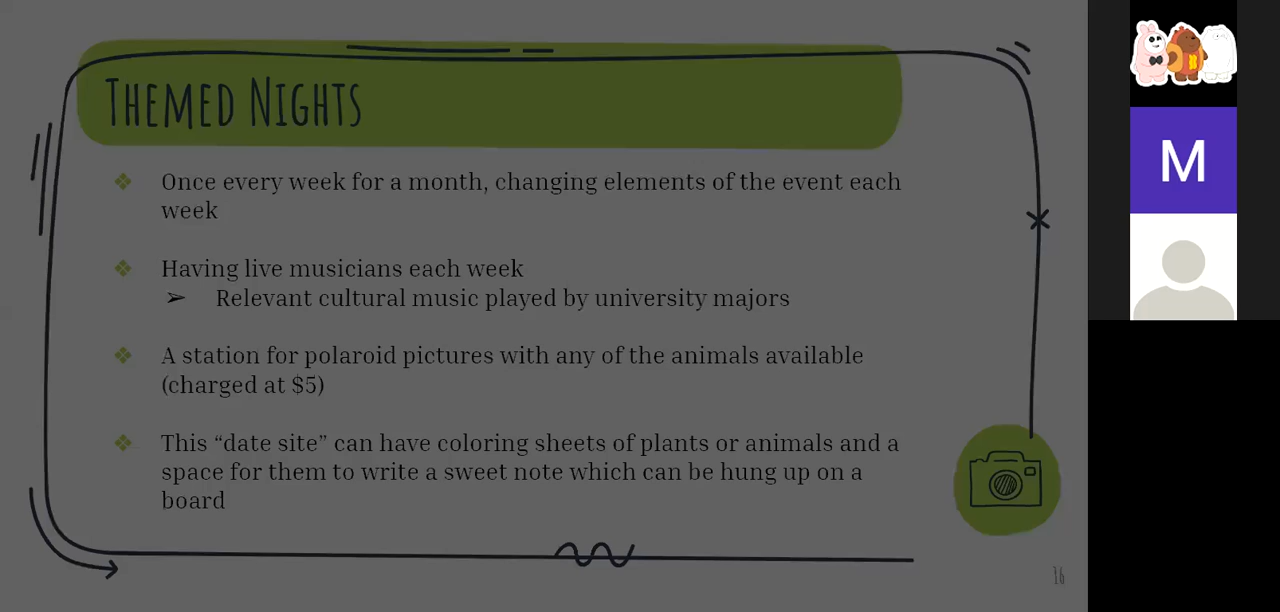 Themed Nights
❖ Once every week for a month, changing elements of the event each
week
❖ Having live musicians each week
➢ Relevant cultural music played by university majors
❖ A station for polaroid pictures with any of the animals available
(charged at $5)
❖ This “date site” can have coloring sheets of plants or animals and a
space for them to write a sweet note which can be hung up on a
board
16
M